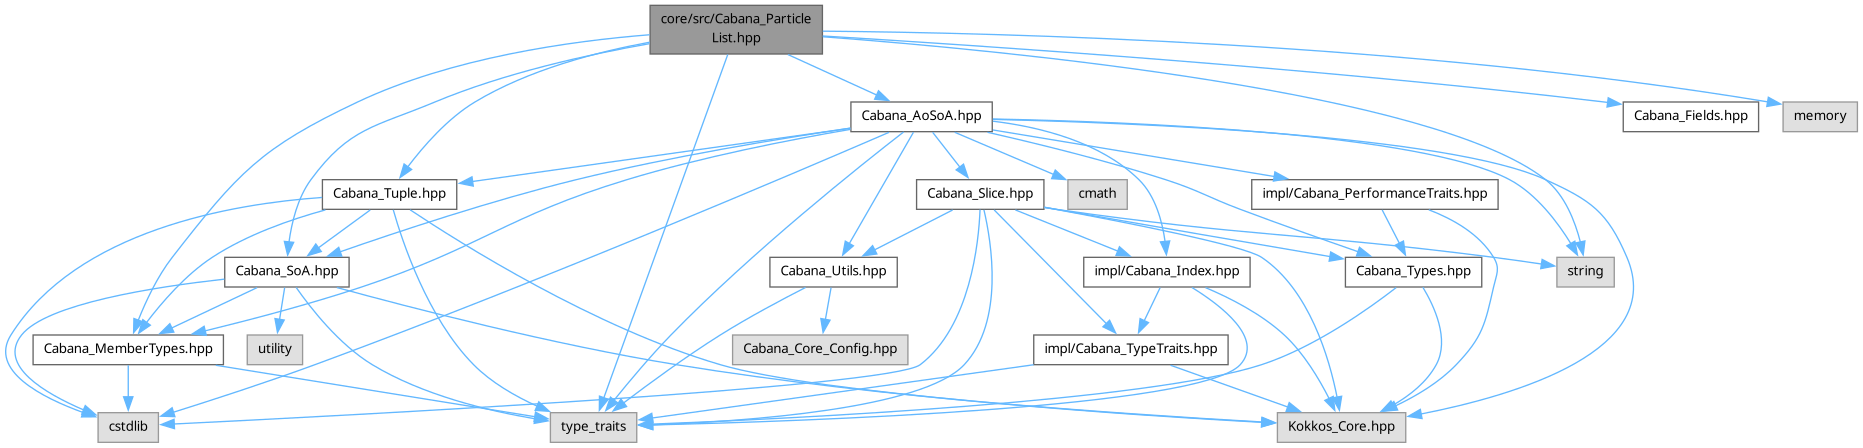 core/src/Cabana_Particle
List.hpp
Cabana_AoSoA.hpp
Cabana_Fields.hpp
memory
Cabana_Tuple.hpp
Cabana_Slice.hpp
cmath
impl/Cabana_PerformanceTraits.hpp
Cabana_SoA.hpp
Cabana_Utils.hpp
impl/Cabana_Index.hpp
Cabana_Types.hpp
string
Cabana_MemberTypes.hpp
utility
Cabana_Core_Config.hpp
impl/Cabana_TypeTraits.hpp
cstdlib
type_traits
Kokkos_Core.hpp